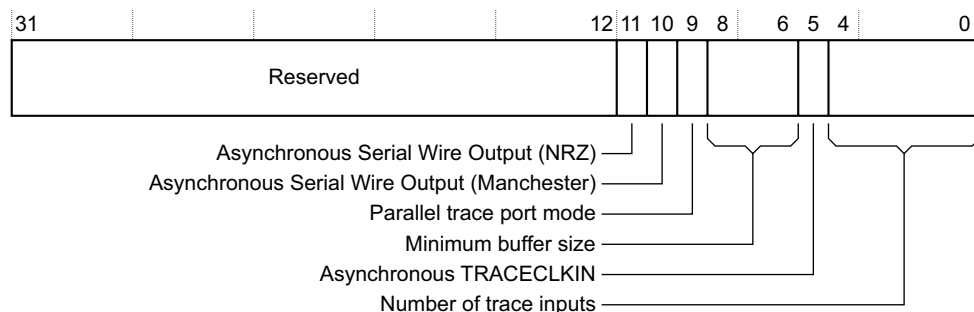 31 12 11 10 9 8 6 5 4 0
Reserved
Asynchronous Serial Wire Output (NRZ)
Asynchronous Serial Wire Output (Manchester)
Parallel trace port mode
Minimum buffer size
Asynchronous TRACECLKIN
Number of trace inputs